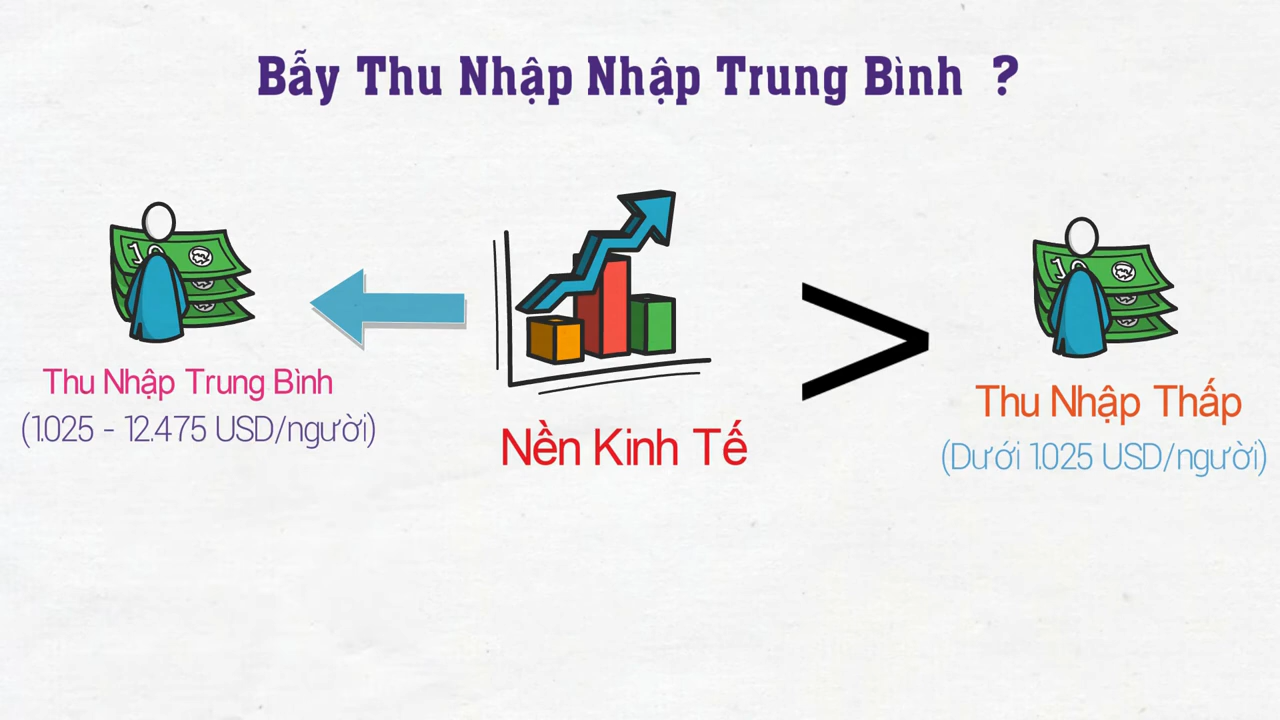 Bẫy Thu Nhập Nhập Trung Bình ?
Thu Nhập Trung Bình
(1.025 - 12.475 USD/người)
Nền Kinh Tế
>
Thu Nhập Thấp
(Dưới 1.025 USD/người)